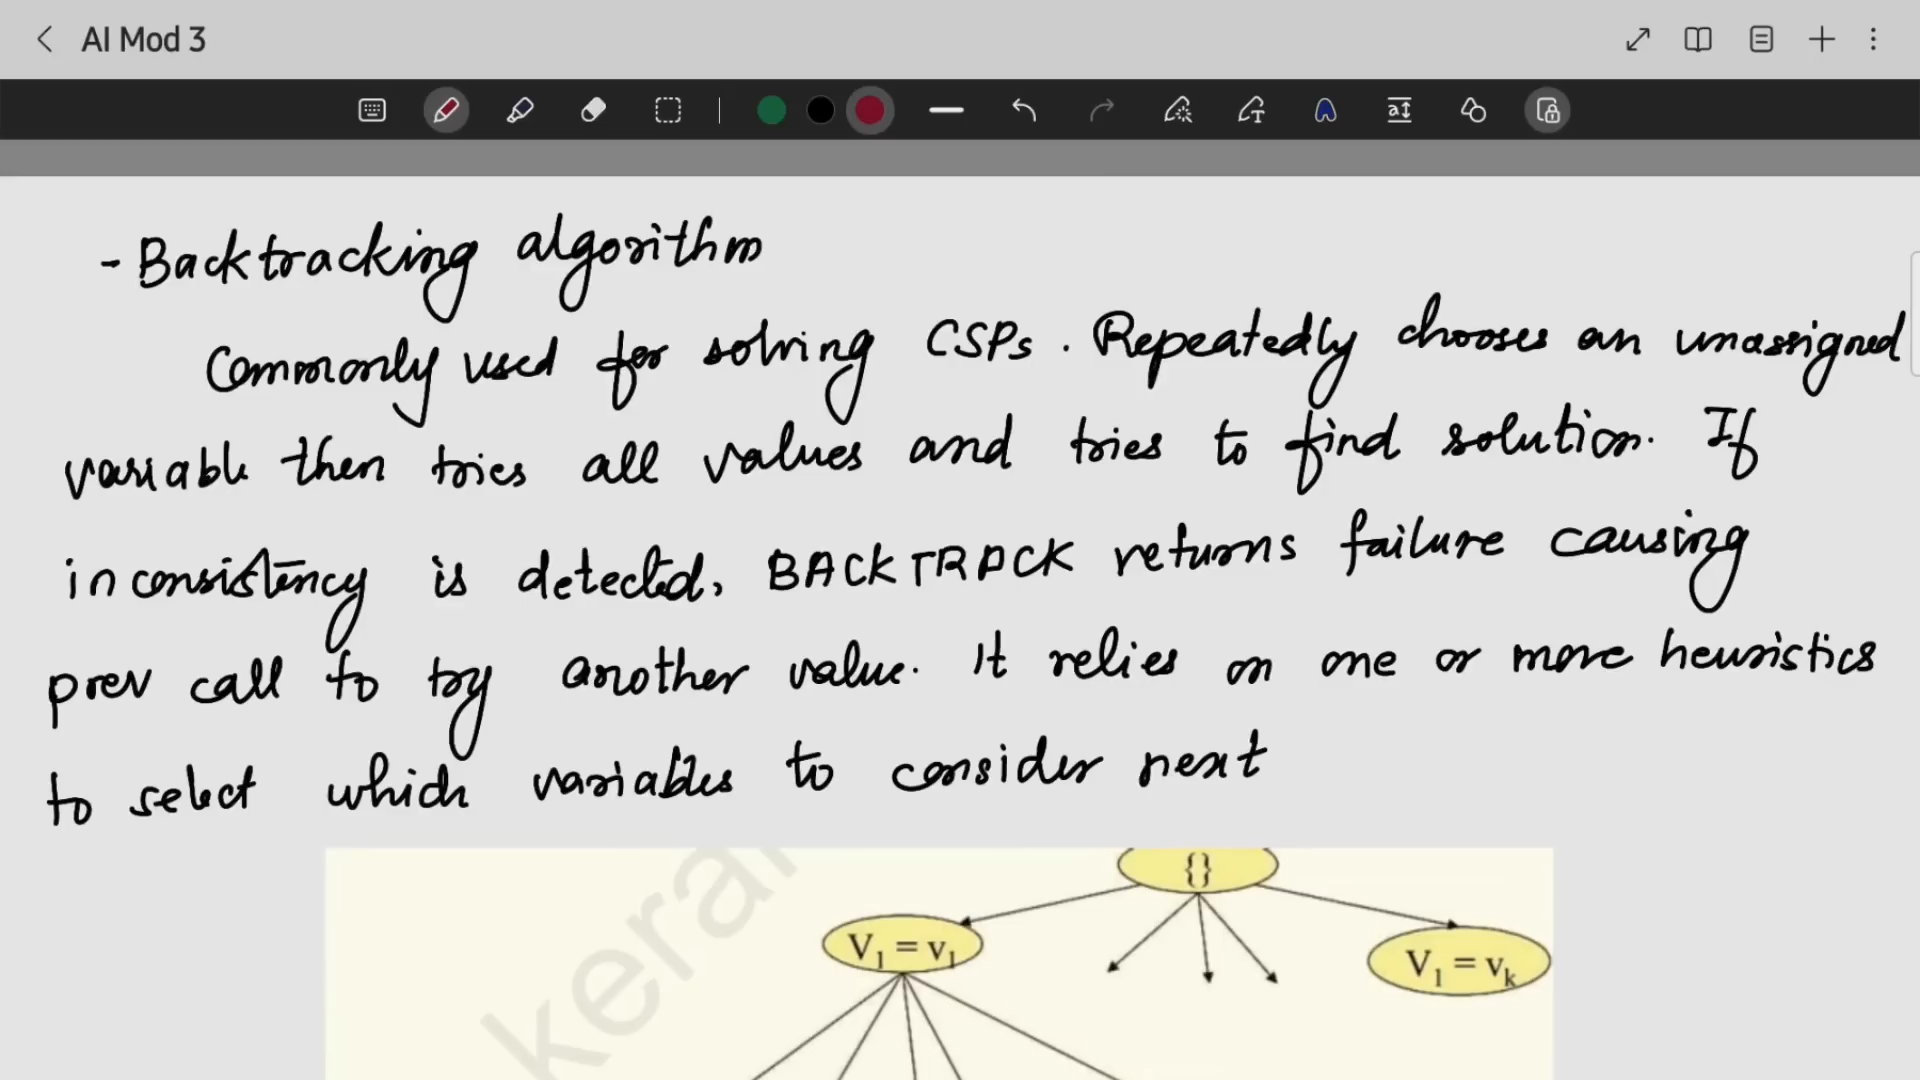 AI Mod 3
- Backtracking algorithm
Commonly used for solving CSPs. Repeatedly chooses an unassigned
variable then tries all values and tries to find solution. If
inconsistency is detected, BACKTRACK returns failure causing
prev call to try another value. It relies on one or more heuristics
to select which variables to consider next
{}
V1 = v1
V1 = vk
kera